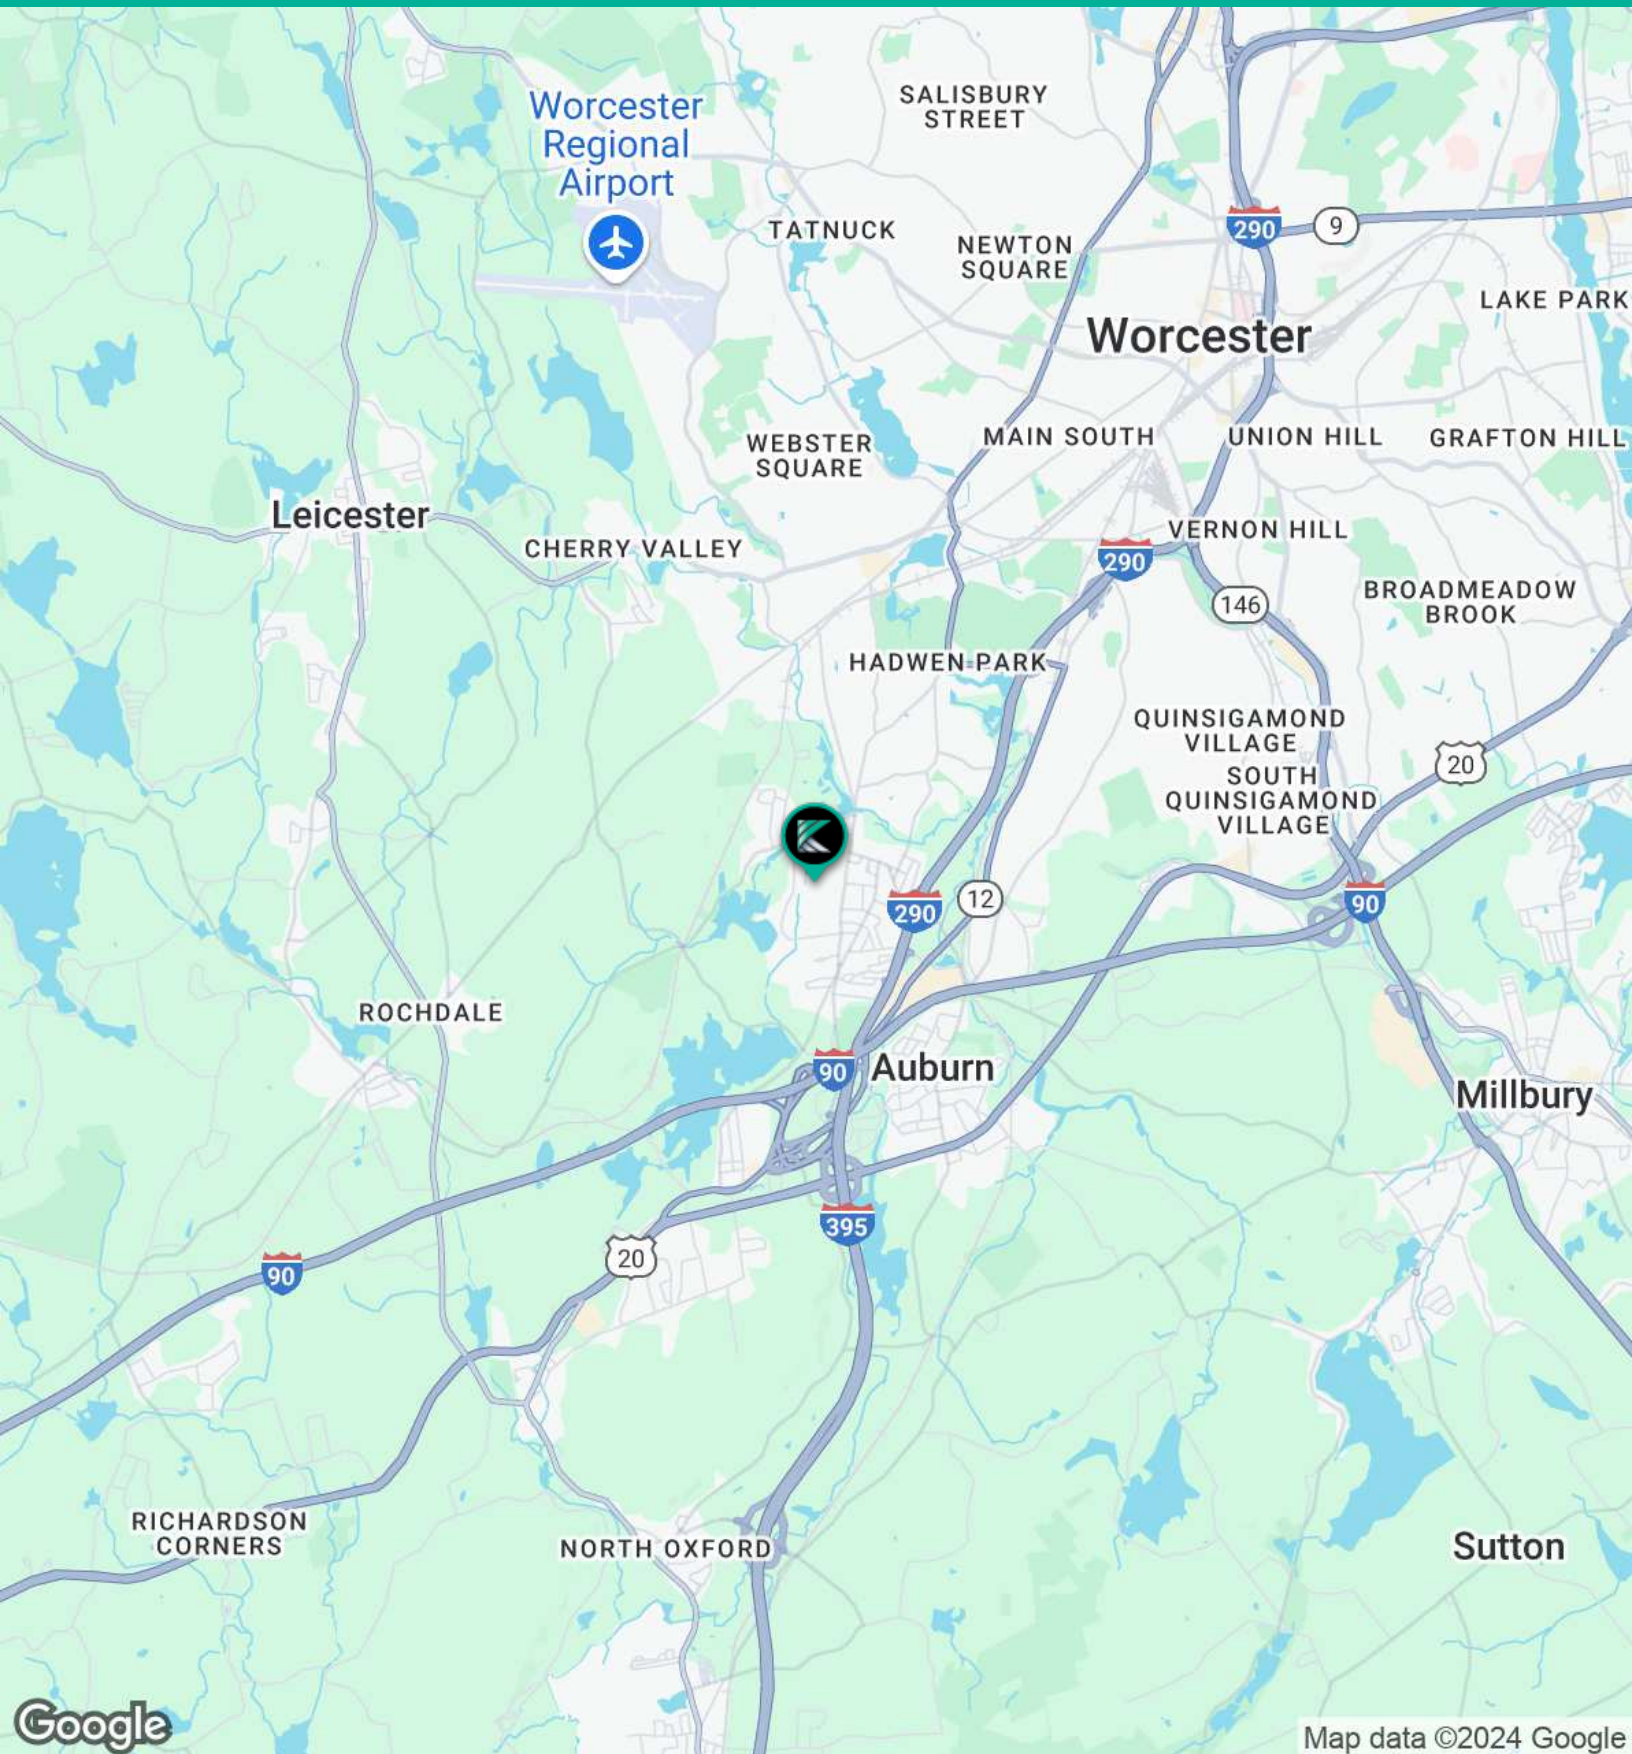 Worcester
Regional
Airport
SALISBURY
STREET
TATNUCK
NEWTON
SQUARE
290
9
LAKE PARK
Worcester
WEBSTER
SQUARE
MAIN SOUTH
UNION HILL
GRAFTON HILL
Leicester
CHERRY VALLEY
VERNON HILL
290
146
BROADMEADOW
BROOK
HADWEN PARK
QUINSIGAMOND
VILLAGE
20
SOUTH
QUINSIGAMOND
VILLAGE
K
290
12
90
ROCHDALE
90
Auburn
Millbury
395
20
90
RICHARDSON
CORNERS
NORTH OXFORD
Sutton
Google
Map data ©2024 Google